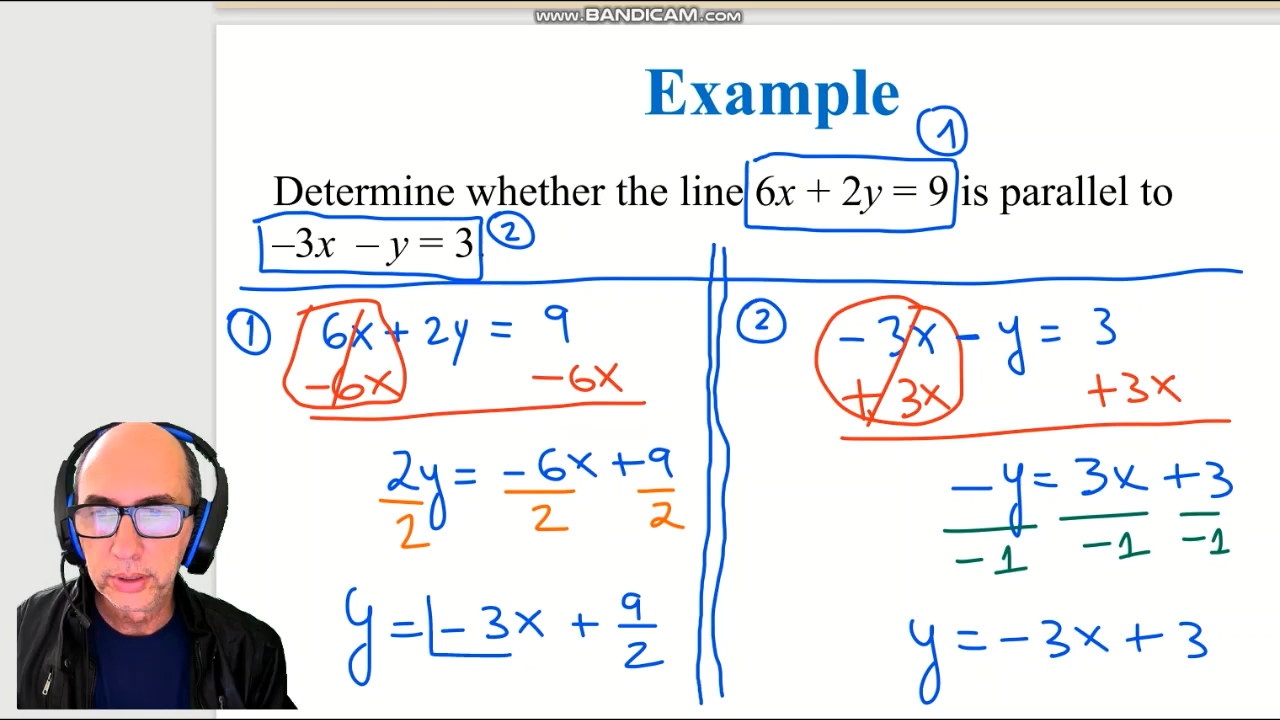 www.BANDICAM.com
Example
1
Determine whether the line 6x + 2y = 9 is parallel to
–3x – y = 3. 2
1 6x + 2y = 9
-6x -6x
2y = -6x + 9
2 2 2
y = -3x + 9/2
2 -3x - y = 3
+3x +3x
-y = 3x + 3
-1 -1 -1
y = -3x + 3